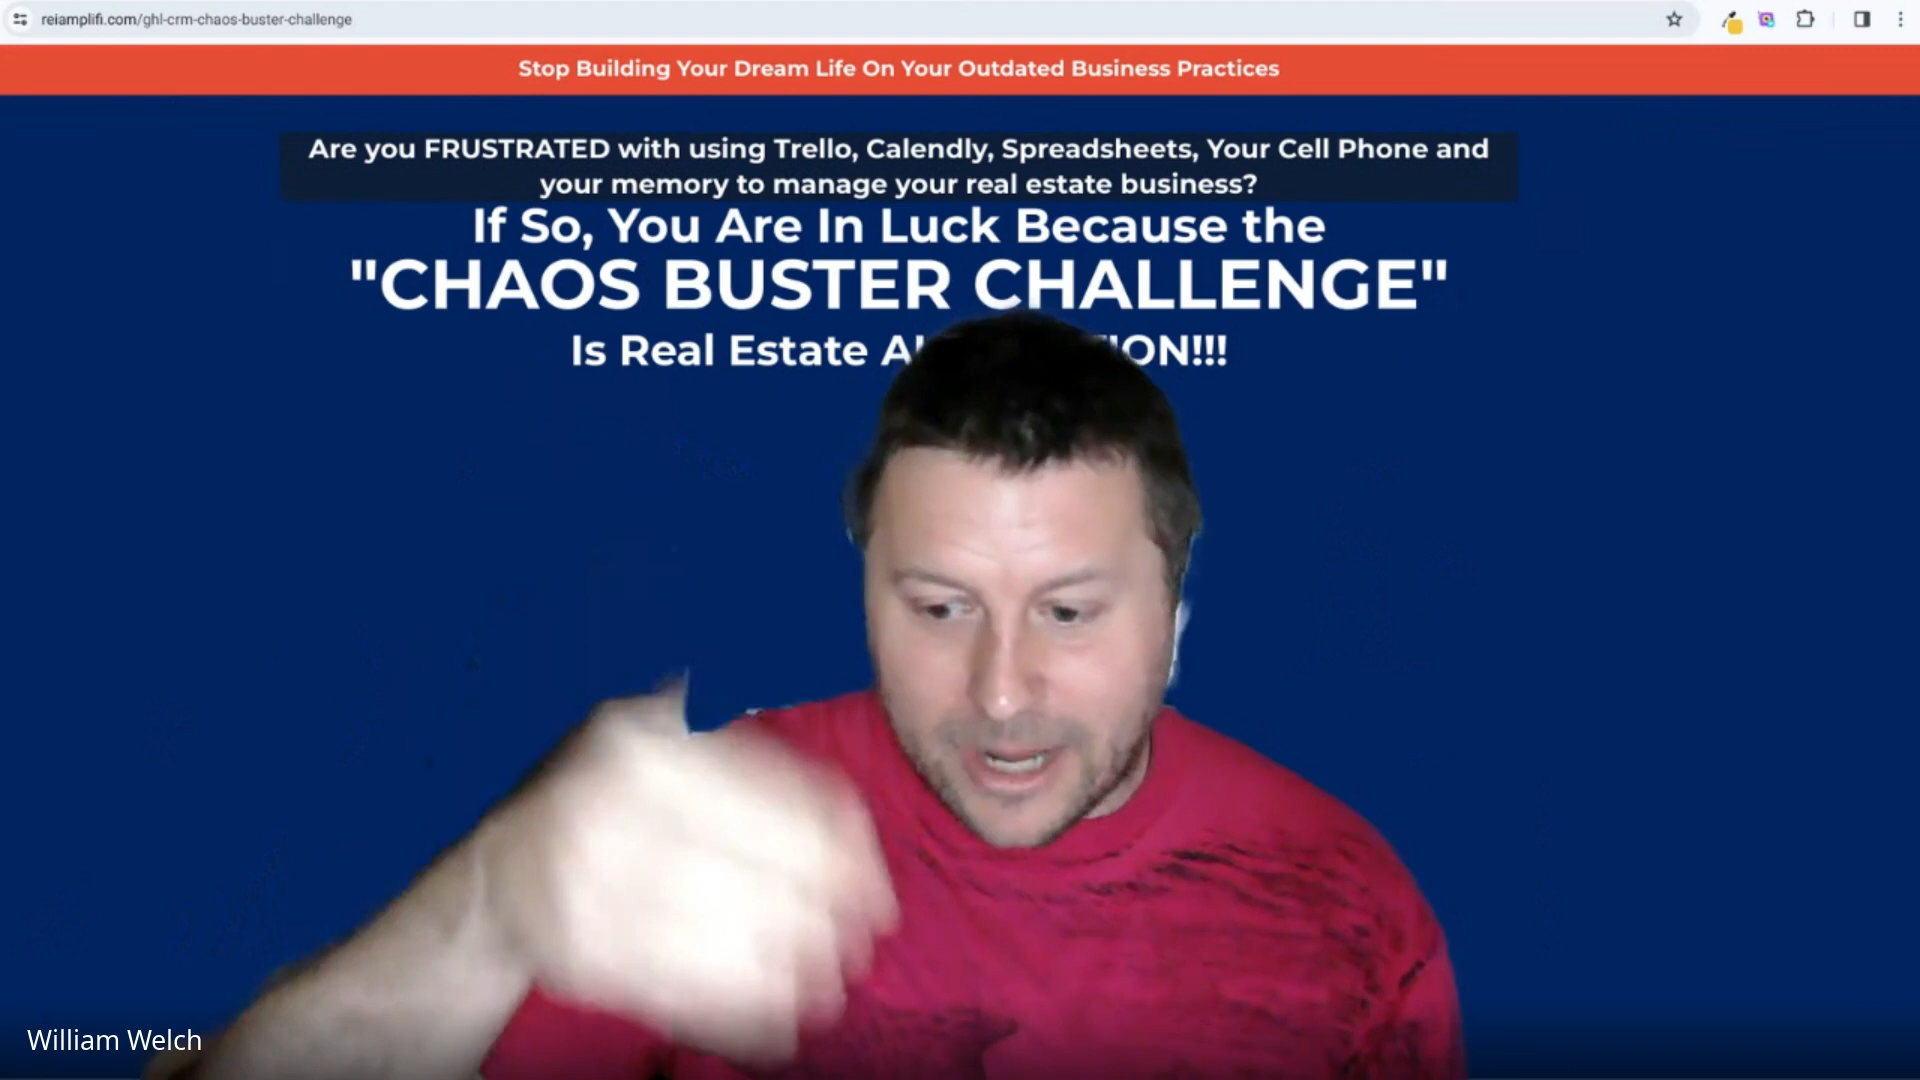 reiamplifi.com/ghl-crm-chaos-buster-challenge
Stop Building Your Dream Life On Your Outdated Business Practices
Are you FRUSTRATED with using Trello, Calendly, Spreadsheets, Your Cell Phone and
your memory to manage your real estate business?
If So, You Are In Luck Because the
"CHAOS BUSTER CHALLENGE"
Is Real Estate
William Welch